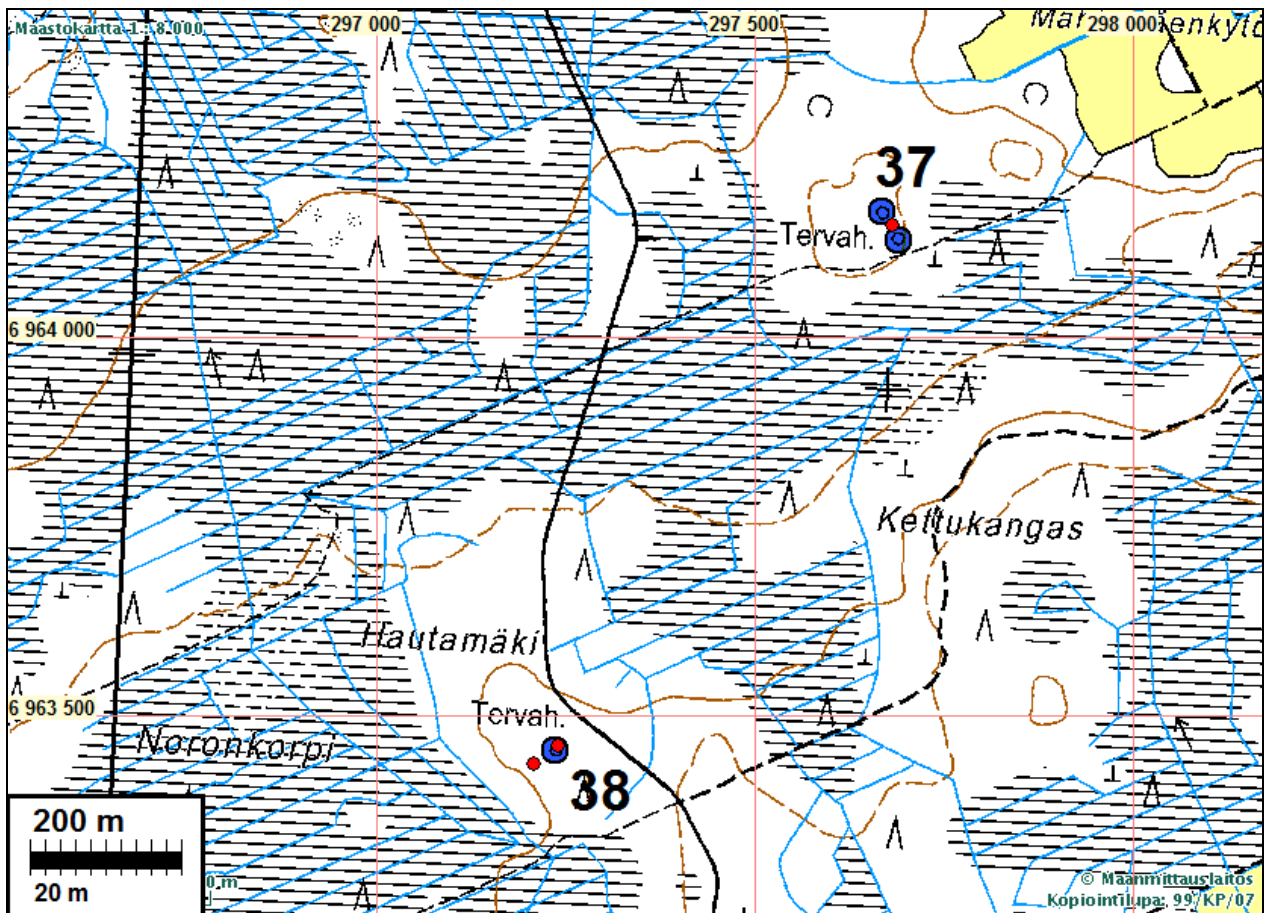 Maastokartta 1 : 8 000
297 000
297 500
298 000
37
Tervah.
6 964 000
Kettukangas
Hautamäki
6 963 500
Tervah.
Noronkorpi
38
200 m
20 m
© Maanmittauslaitos
Kopiointilupa: 99/KP/07